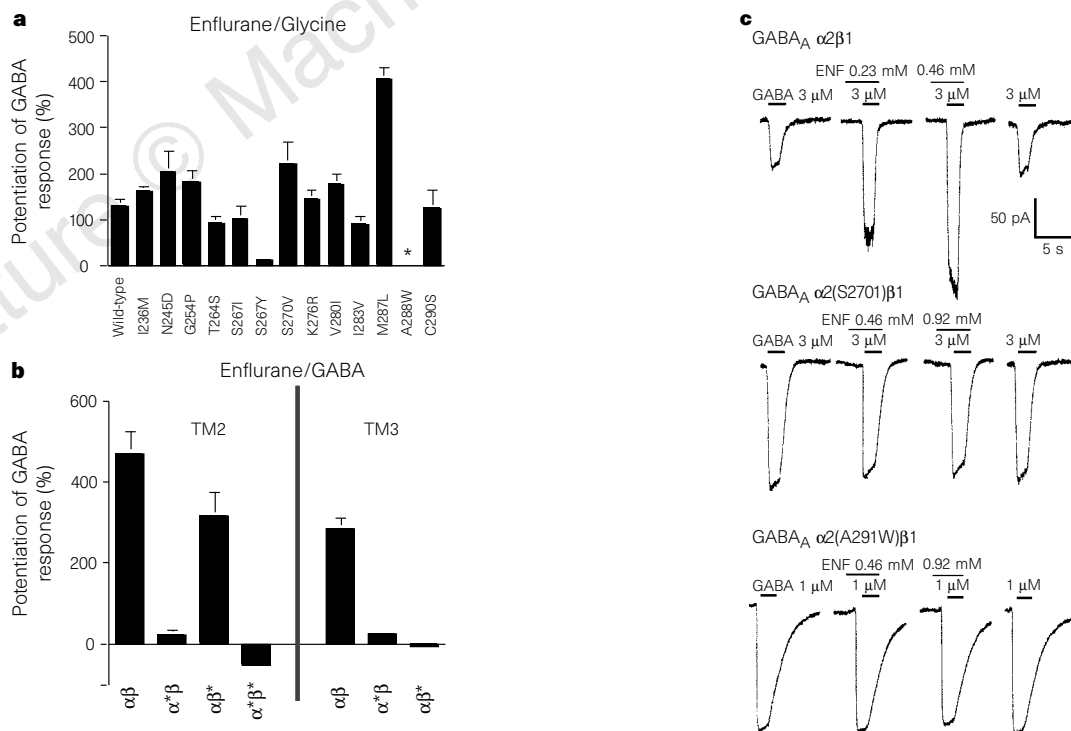 a
Enflurane/Glycine
Potentiation of GABA
response (%)
500
400
300
200
100
0
*
Wild-type
I236M
N245D
G254P
T264S
S267I
S267Y
S270V
K276R
V280I
I283V
M287L
A288W
C290S
b
Enflurane/GABA
Potentiation of GABA
response (%)
600
400
200
0
TM2
TM3
αβ
α*β
αβ*
α*β*
αβ
α*β
αβ*
c
GABAA α2β1
ENF 0.23 mM 0.46 mM
GABA 3 μM 3 μM 3 μM 3 μM
50 pA
5 s
GABAA α2(S2701)β1
ENF 0.46 mM 0.92 mM
GABA 3 μM 3 μM 3 μM 3 μM
GABAA α2(A291W)β1
ENF 0.46 mM 0.92 mM
GABA 1 μM 1 μM 1 μM 1 μM
ture © Mach